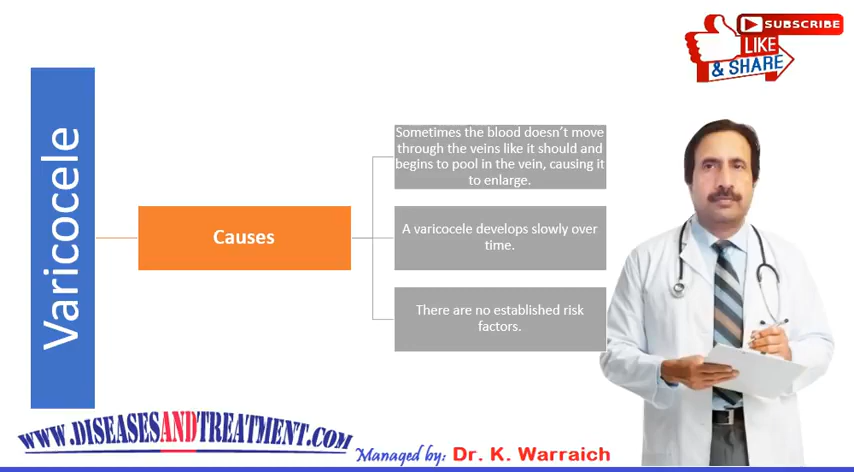 SUBSCRIBE
LIKE
& SHARE
Varicocele
Causes
Sometimes the blood doesn't move
through the veins like it should and
begins to pool in the vein, causing it
to enlarge.
A varicocele develops slowly over
time.
There are no established risk
factors.
WWW.DISEASESANDTREATMENT.COM
Managed by: Dr. K. Warraich